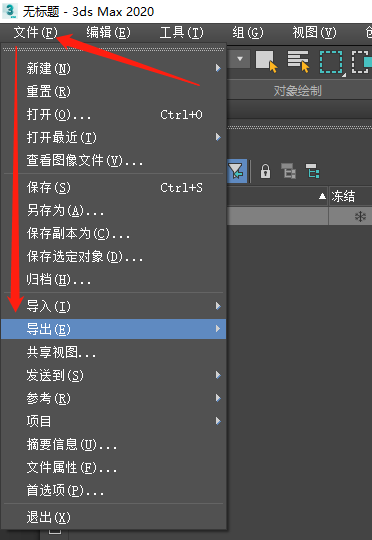 无标题 - 3ds Max 2020
文件(F) 编辑(E) 工具(T) 组(G) 视图(V)
新建(N)
重置(R)
对象绘制
打开(O)... Ctrl+O
打开最近(T)
查看图像文件(V)...
保存(S) Ctrl+S
冻结
另存为(A)...
保存副本为(C)...
保存选定对象(D)...
归档(H)...
导入(I)
导出(E)
共享视图...
发送到(S)
参考(R)
项目
摘要信息(U)...
文件属性(F)...
首选项(P)...
退出(X)